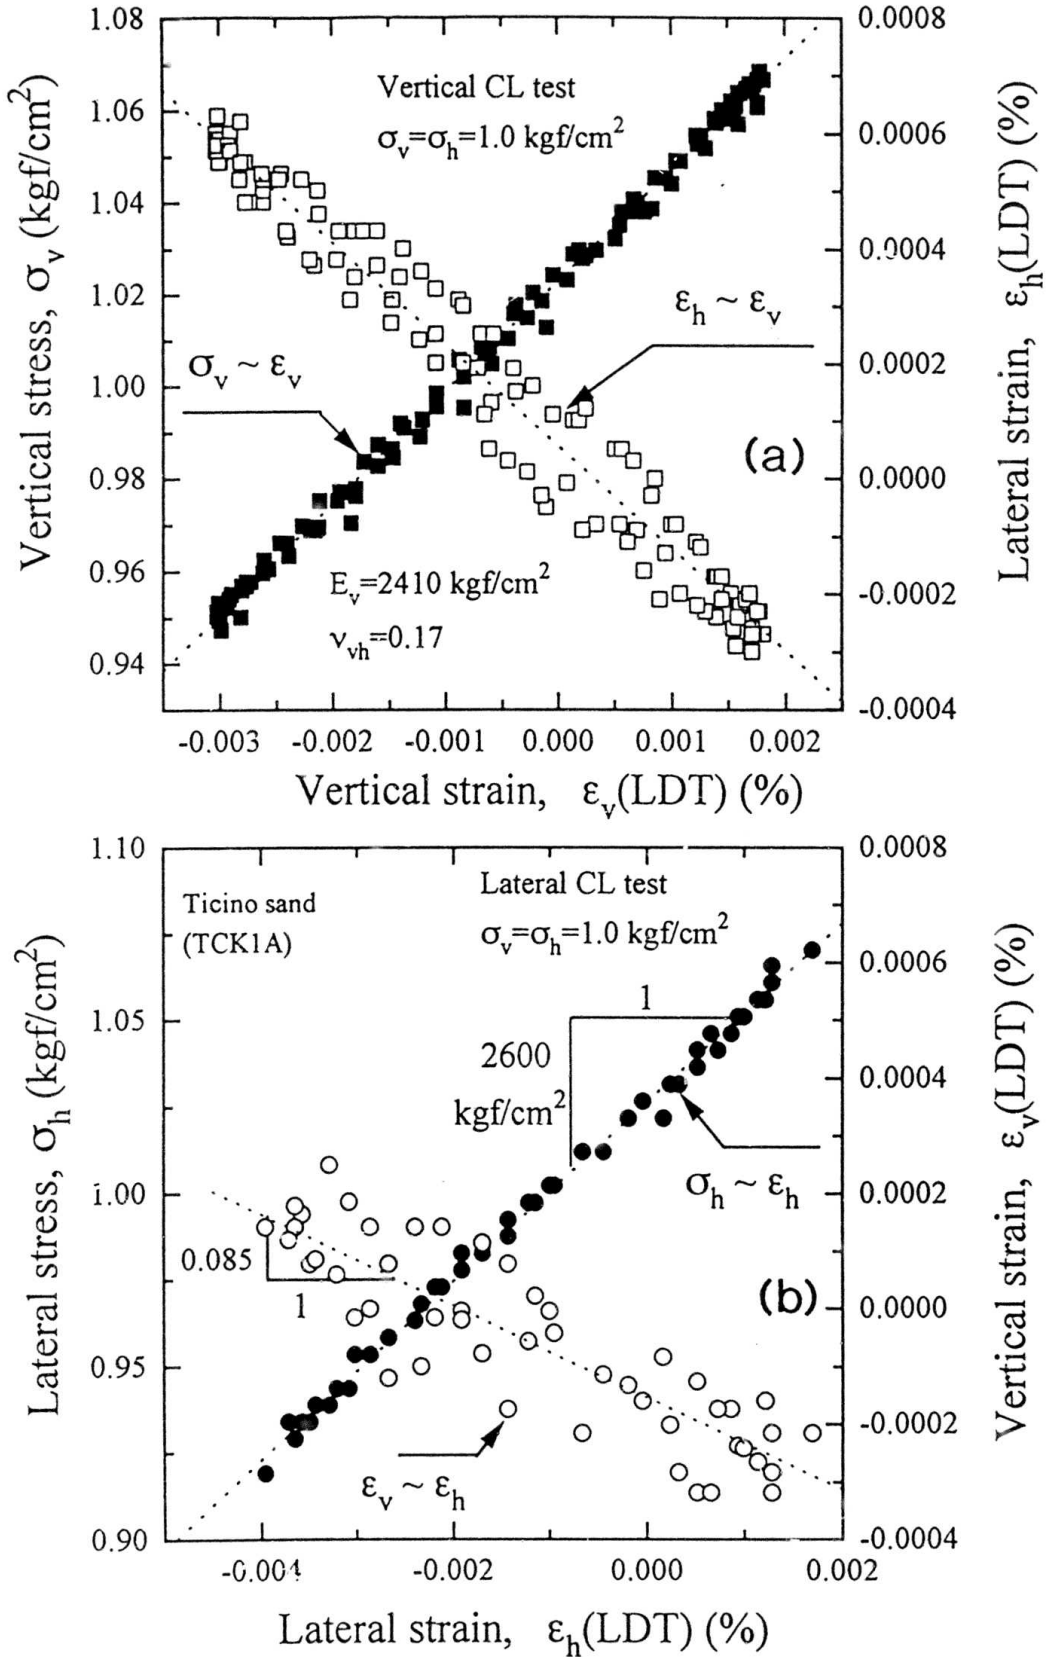 1.08
1.06
1.04
1.02
1.00
0.98
0.96
0.94
Vertical stress, σv (kgf/cm²)
0.0008
0.0006
0.0004
0.0002
0.0000
-0.0002
-0.0004
Lateral strain, εh(LDT) (%)
Vertical CL test
σv=σh=1.0 kgf/cm²
εh ~ εv
σv ~ εv
(a)
Ev=2410 kgf/cm²
νvh=0.17
-0.003 -0.002 -0.001 0.000 0.001 0.002
Vertical strain, εv(LDT) (%)
1.10
1.05
1.00
0.95
0.90
Lateral stress, σh (kgf/cm²)
0.0008
0.0006
0.0004
0.0002
0.0000
-0.0002
-0.0004
Vertical strain, εv(LDT) (%)
Ticino sand
(TCK1A)
Lateral CL test
σv=σh=1.0 kgf/cm²
1
2600
kgf/cm²
σh ~ εh
0.085
1
(b)
εv ~ εh
-0.004 -0.002 0.000 0.002
Lateral strain, εh(LDT) (%)